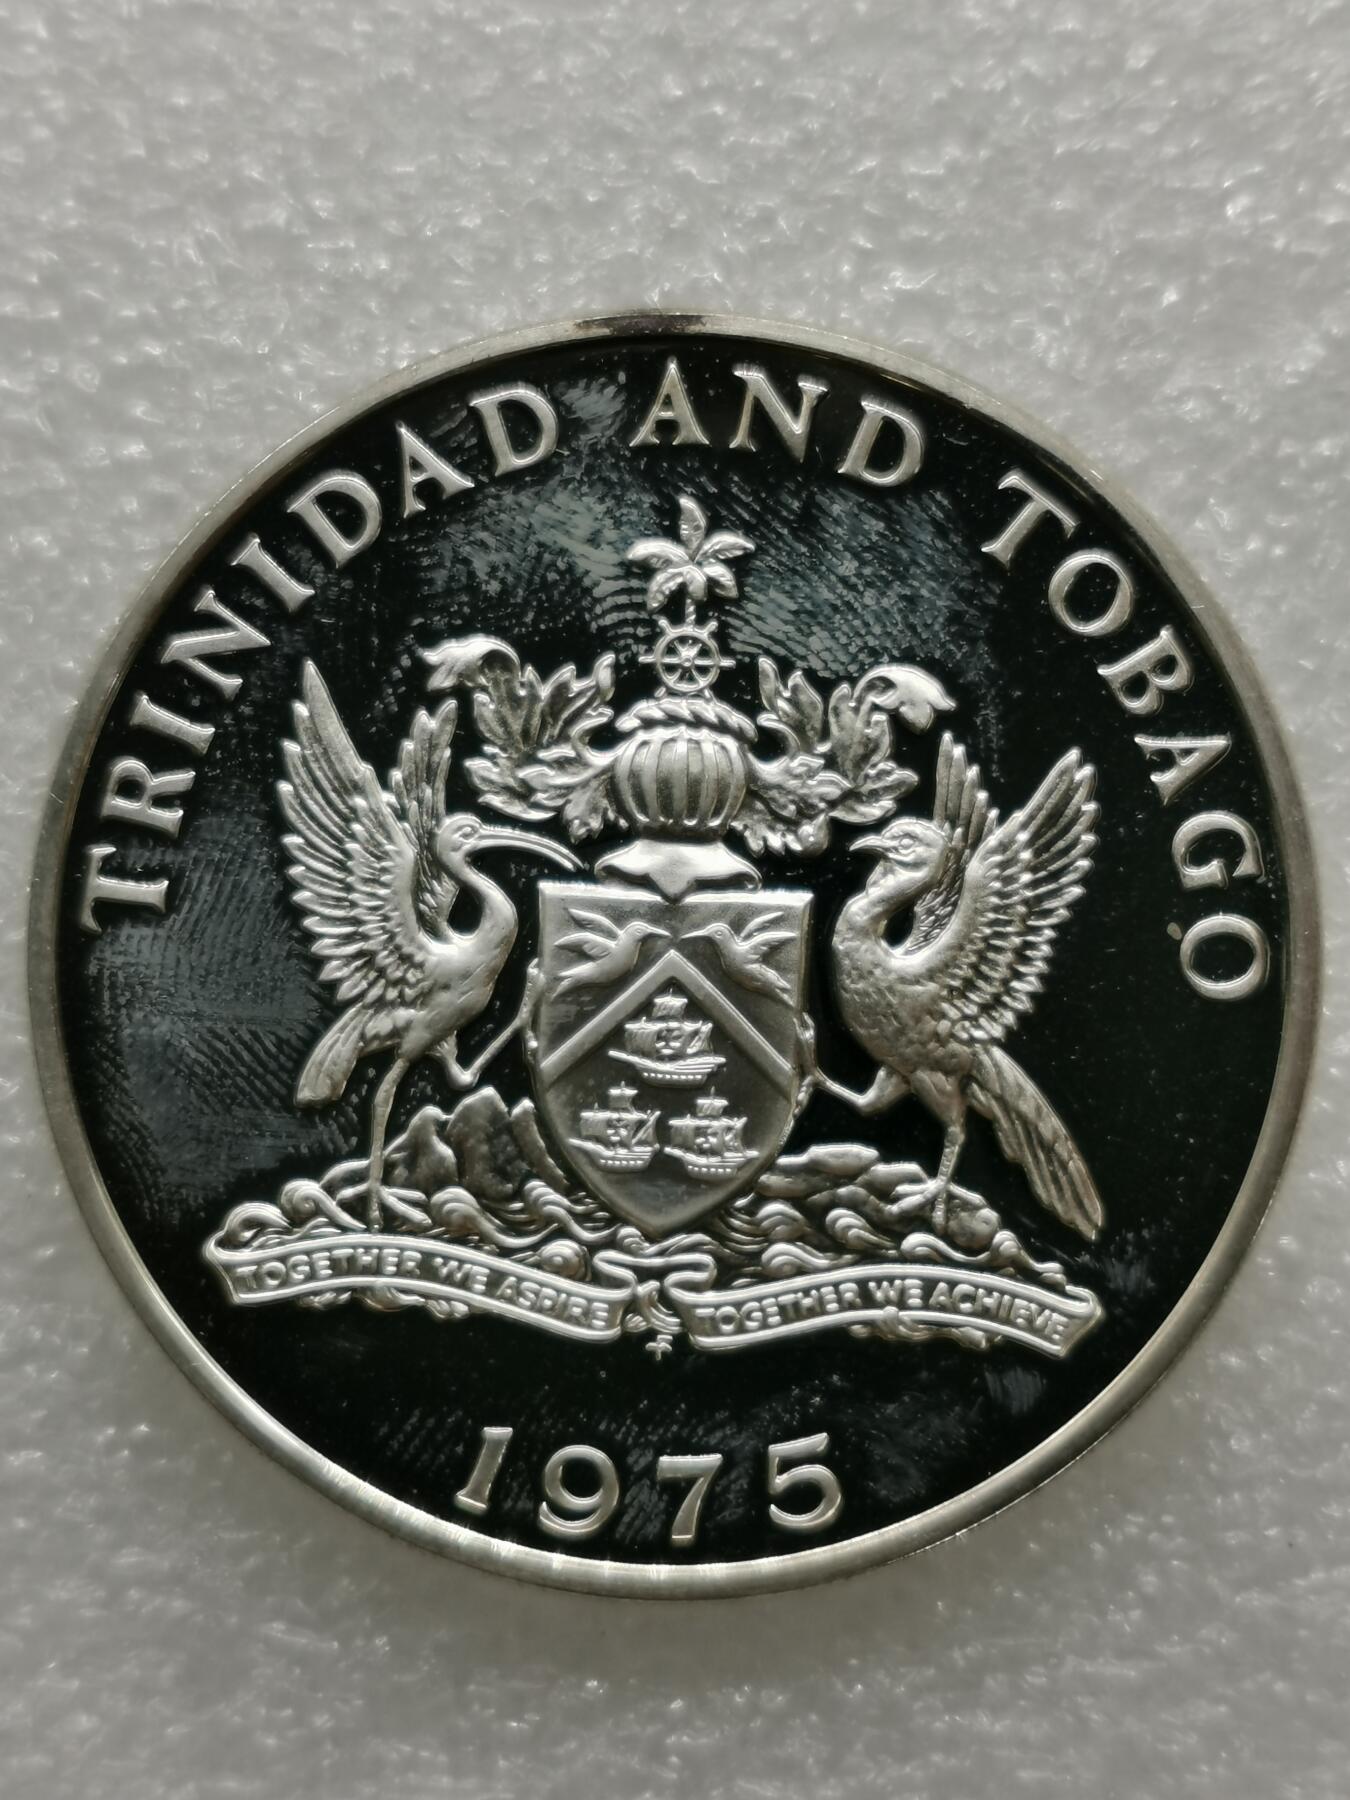 TRINIDAD AND TOBAGO
TOGETHER WE ASPIRE
TOGETHER WE ACHIEVE
1975